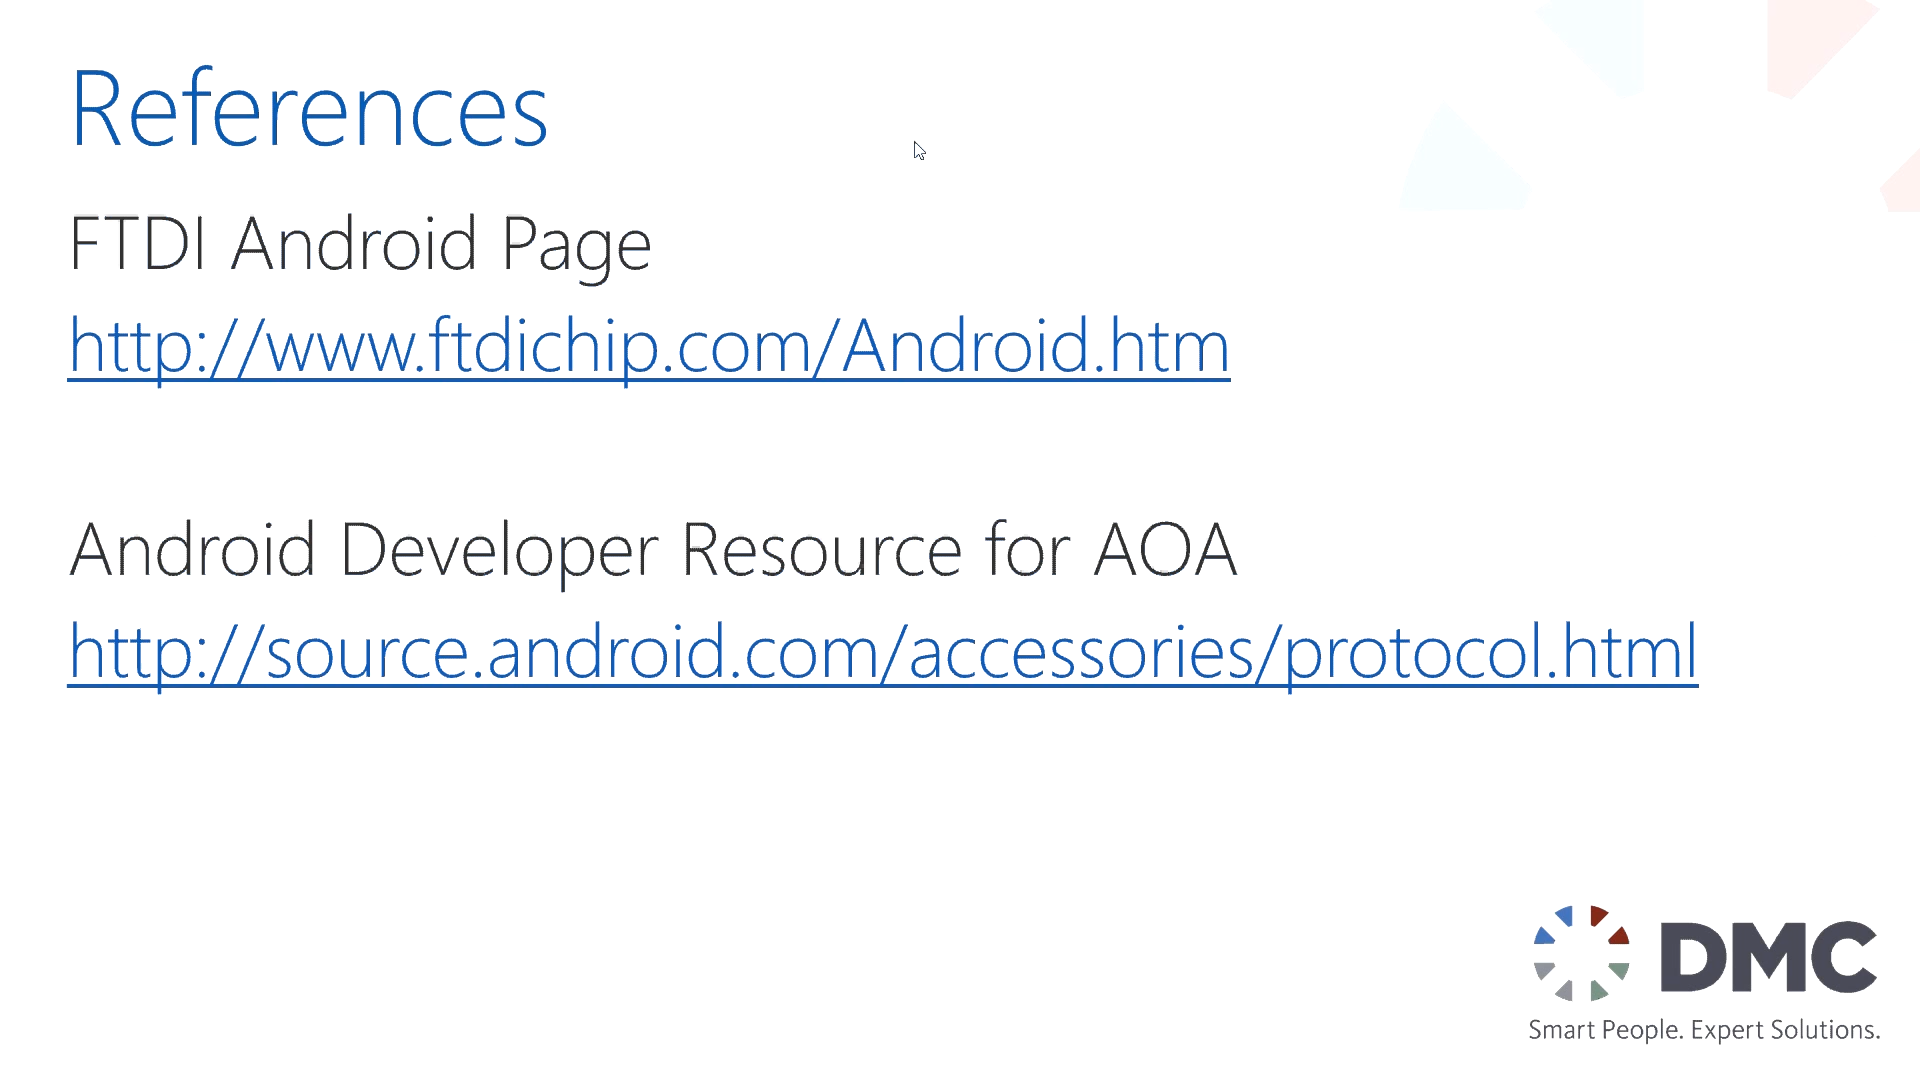 References
FTDI Android Page
http://www.ftdichip.com/Android.htm
Android Developer Resource for AOA
http://source.android.com/accessories/protocol.html
DMC
Smart People. Expert Solutions.